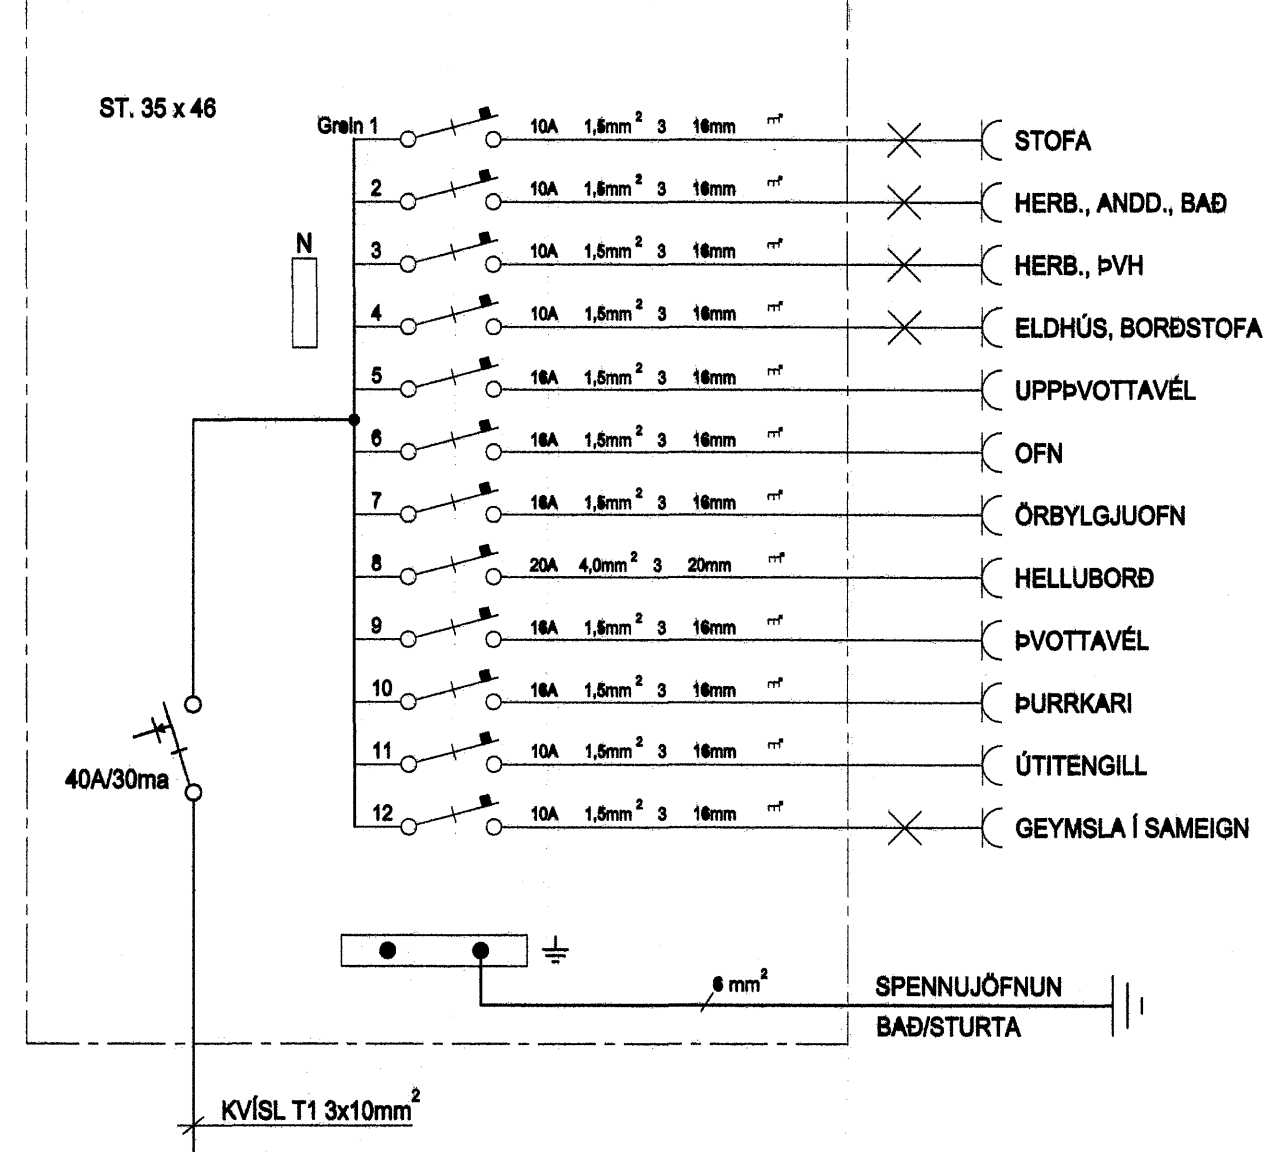 ST. 35 x 46
Grein 1 10A 1,5mm² 3 16mm STOFA
2 10A 1,5mm² 3 16mm HERB., ANDD., BAÐ
N
3 10A 1,5mm² 3 16mm HERB., ÞVH
4 10A 1,5mm² 3 16mm ELDHÚS, BORÐSTOFA
5 16A 1,5mm² 3 16mm UPPÞVOTTAVÉL
6 16A 1,5mm² 3 16mm OFN
7 16A 1,5mm² 3 16mm ÖRBYLGJUOFN
8 20A 4,0mm² 3 20mm HELLUBORÐ
9 16A 1,5mm² 3 16mm ÞVOTTAVÉL
10 16A 1,5mm² 3 16mm ÞURRKARI
11 10A 1,5mm² 3 16mm ÚTITENGILL
40A/30ma
12 10A 1,5mm² 3 16mm GEYMSLA Í SAMEIGN
6 mm² SPENNUJÖFNUN
BAÐ/STURTA
KVÍSL T1 3x10mm²